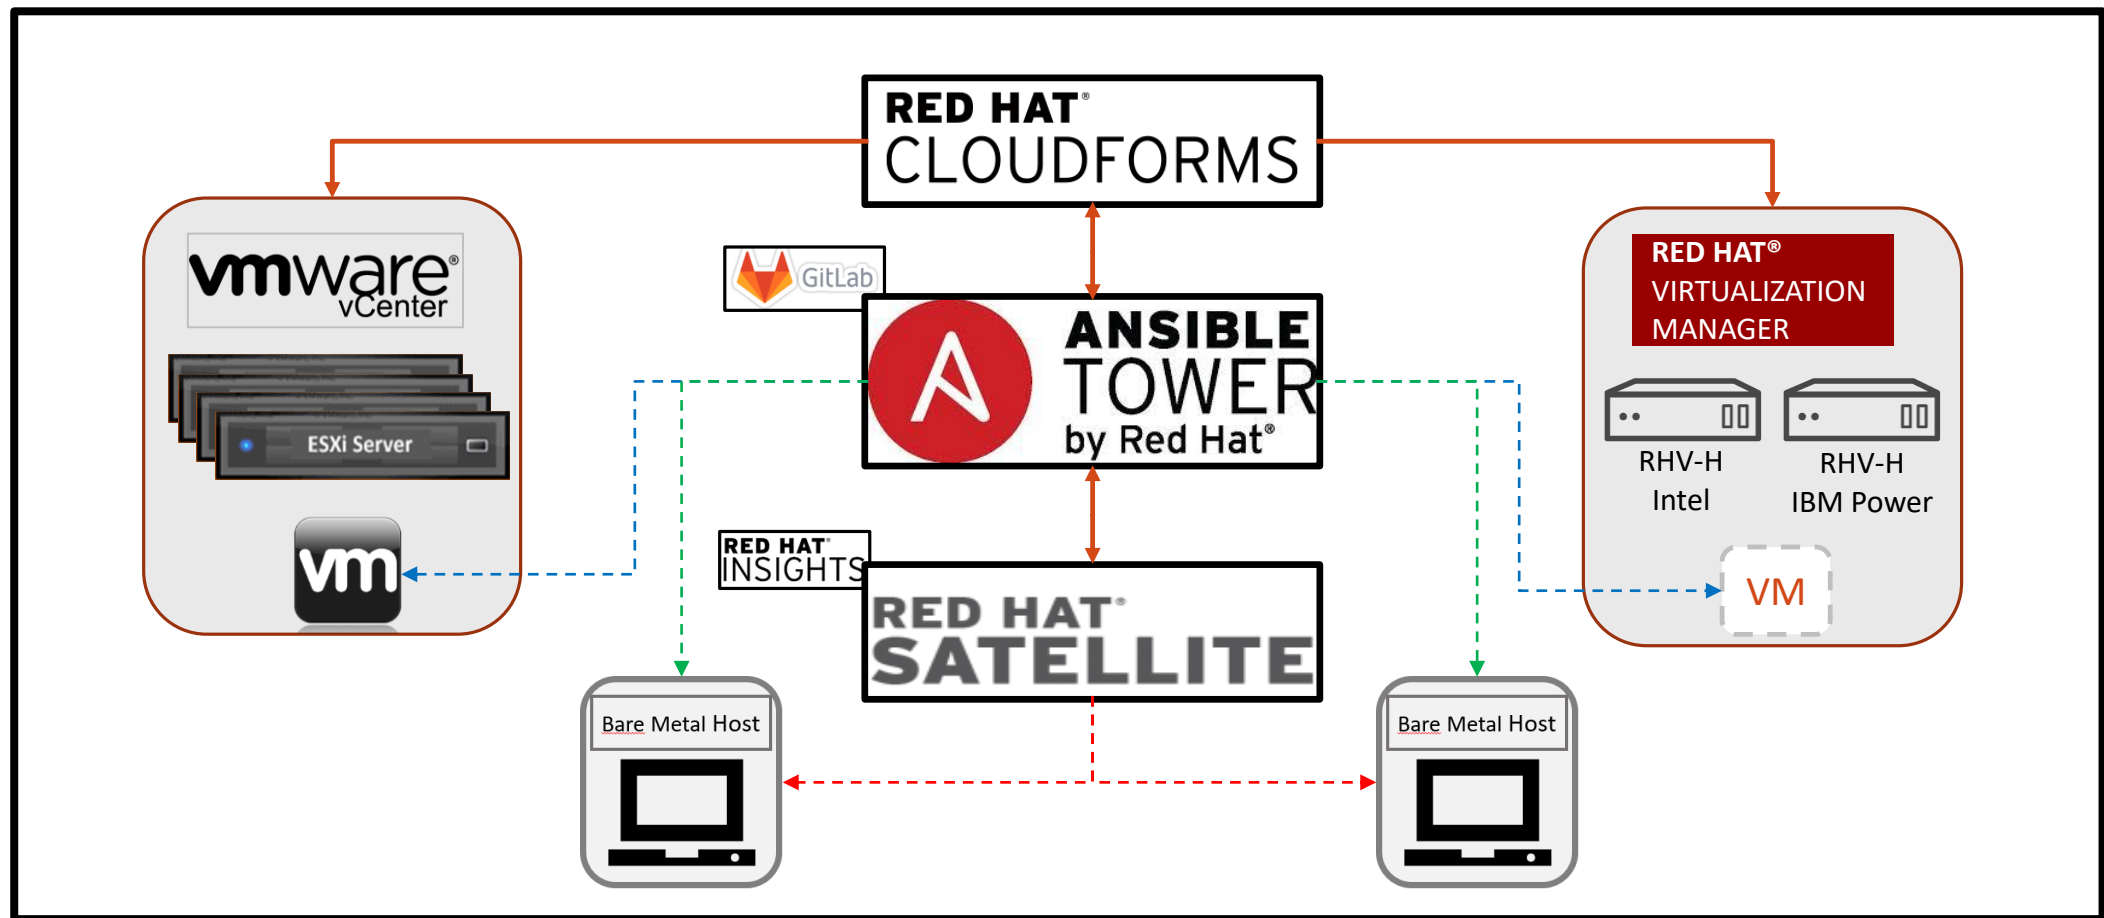 RED HAT®
CLOUDFORMS
vmware®
vCenter
ESXi Server
vm
GitLab
ANSIBLE
TOWER
by Red Hat®
RED HAT®
VIRTUALIZATION
MANAGER
RHV-H
Intel
RHV-H
IBM Power
VM
RED HAT®
INSIGHTS
RED HAT®
SATELLITE
Bare Metal Host
Bare Metal Host